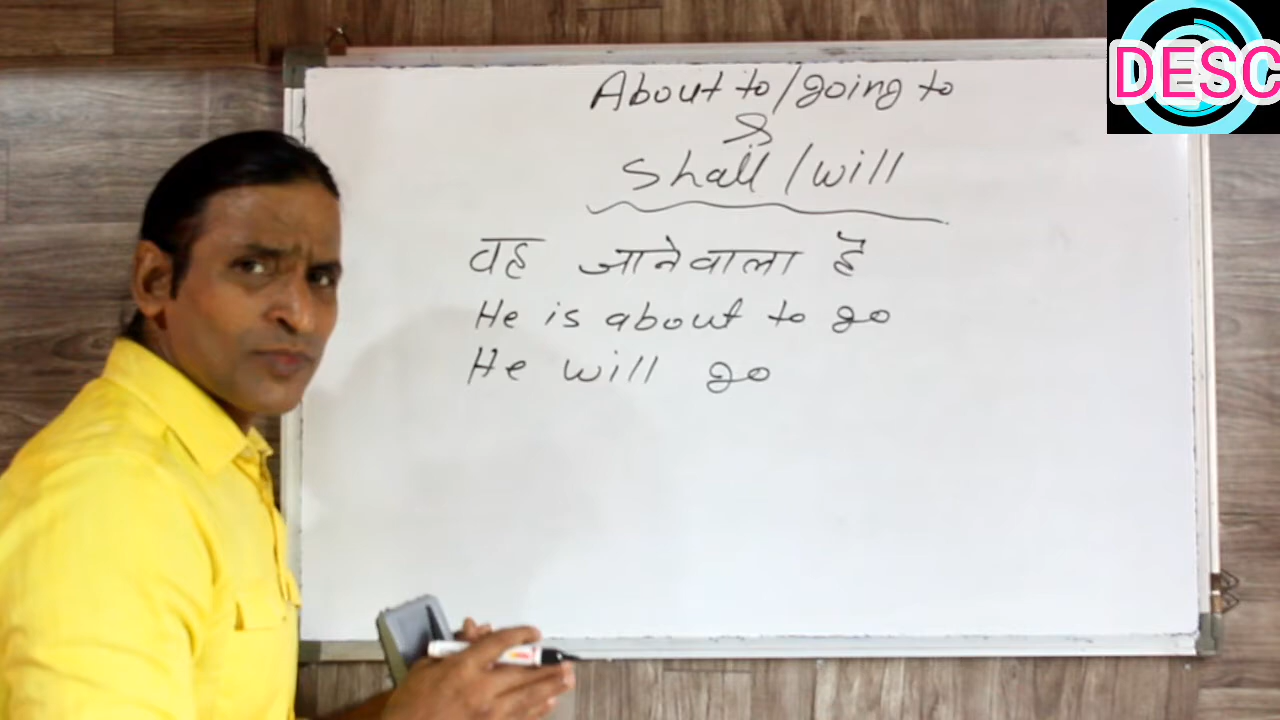 DESC
About to/going to
&
Shall/will
वह जानेवाला है
He is about to go
He will go